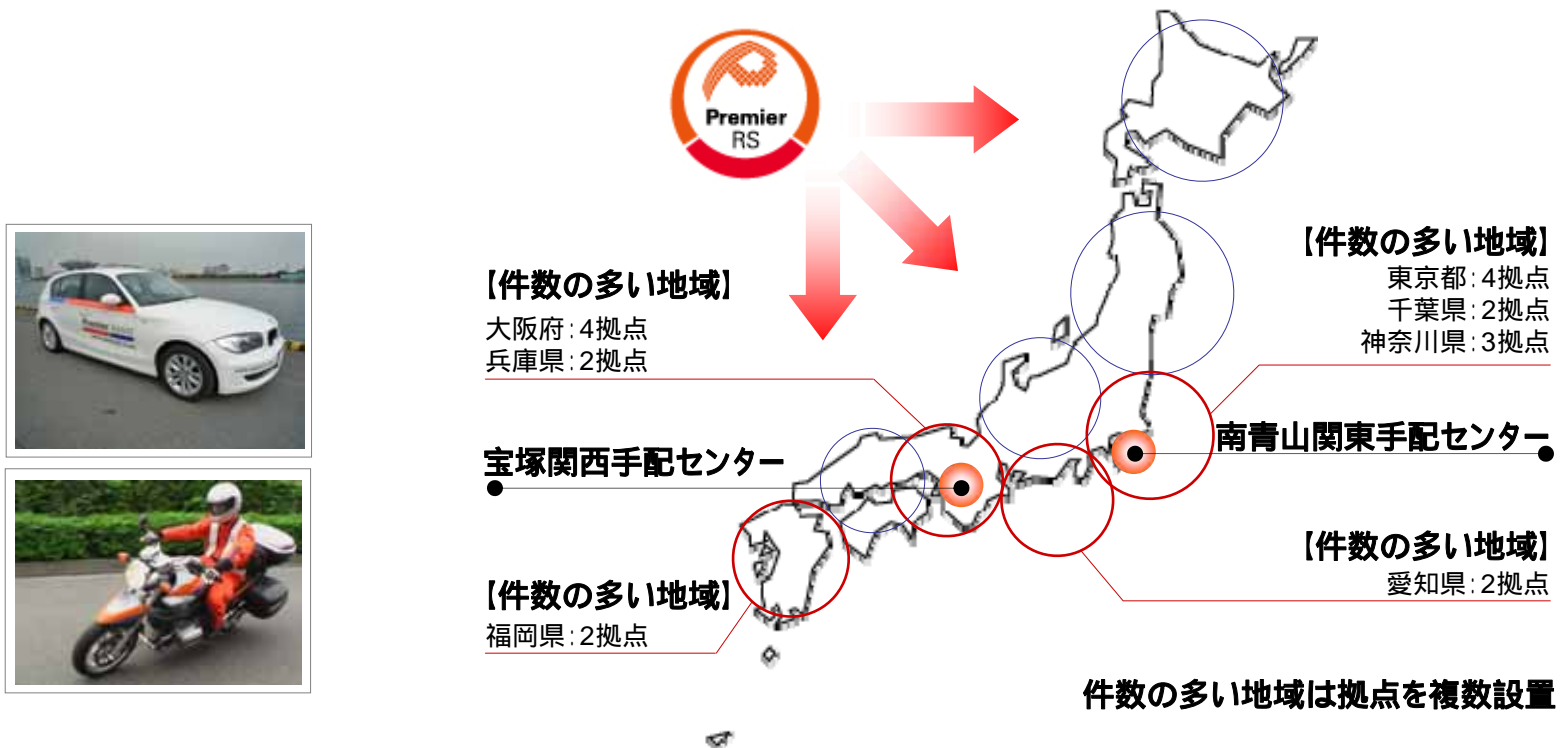 Premier
RS
【件数の多い地域】
大阪府:4拠点
兵庫県:2拠点
【件数の多い地域】
東京都:4拠点
千葉県:2拠点
神奈川県:3拠点
宝塚関西手配センター
南青山関東手配センター
【件数の多い地域】
愛知県:2拠点
【件数の多い地域】
福岡県:2拠点
件数の多い地域は拠点を複数設置